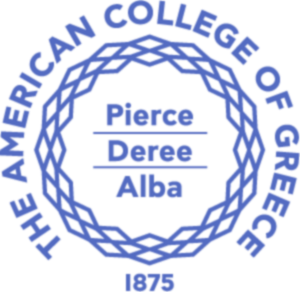 THE AMERICAN COLLEGE OF GREECE
Pierce
Deree
Alba
1875